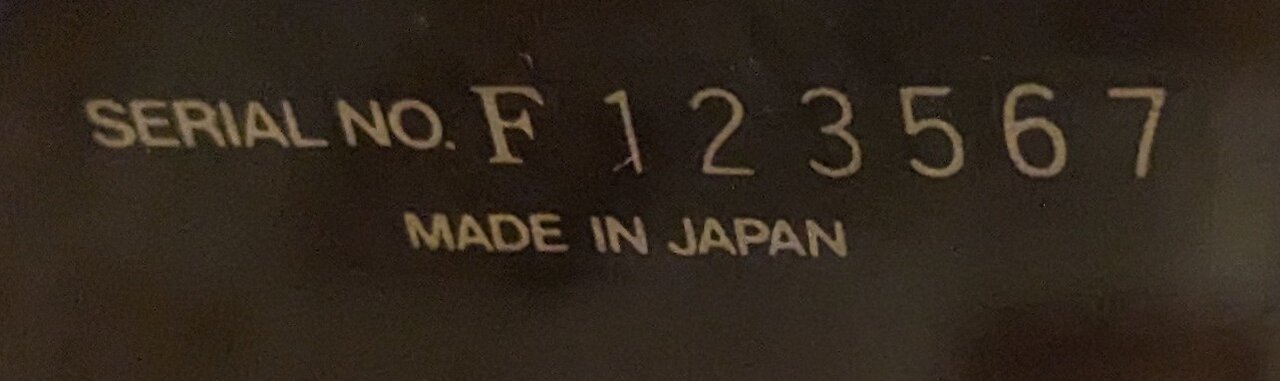 SERIAL NO. F 123567
MADE IN JAPAN